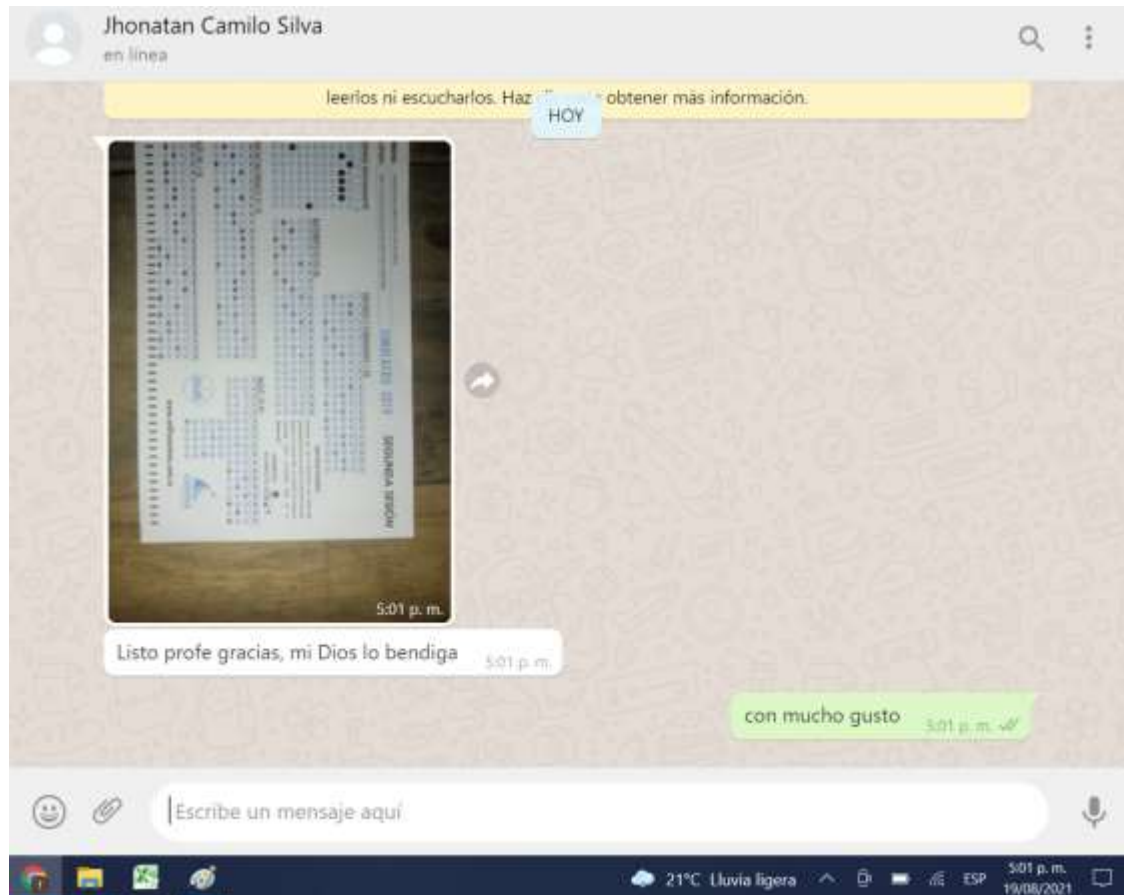 Jhonatan Camilo Silva
en línea
leerlos ni escucharlos. Haz obtener más información.
HOY
SEGUNDA SESIÓN
5:01 p. m.
Listo profe gracias, mi Dios lo bendiga 5:01 p. m.
con mucho gusto 5:01 p. m.
Escribe un mensaje aquí
21°C Lluvia ligera ESP 5:01 p. m.
19/08/2021